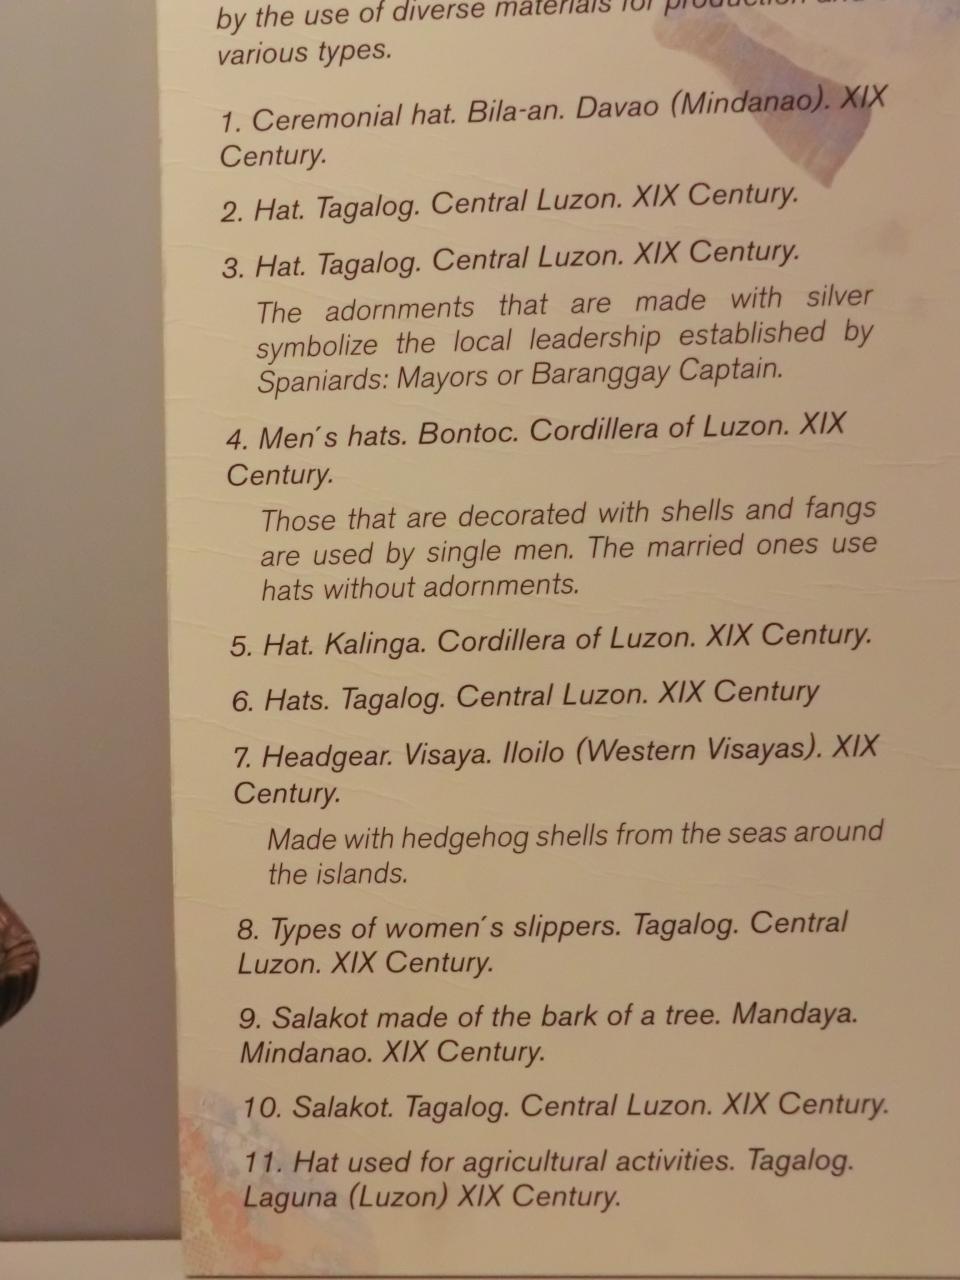 by the use of diverse materials for production and
various types.
1. Ceremonial hat. Bila-an. Davao (Mindanao). XIX
Century.
2. Hat. Tagalog. Central Luzon. XIX Century.
3. Hat. Tagalog. Central Luzon. XIX Century.
The adornments that are made with silver
symbolize the local leadership established by
Spaniards: Mayors or Baranggay Captain.
4. Men´s hats. Bontoc. Cordillera of Luzon. XIX
Century.
Those that are decorated with shells and fangs
are used by single men. The married ones use
hats without adornments.
5. Hat. Kalinga. Cordillera of Luzon. XIX Century.
6. Hats. Tagalog. Central Luzon. XIX Century
7. Headgear. Visaya. Iloilo (Western Visayas). XIX
Century.
Made with hedgehog shells from the seas around
the islands.
8. Types of women´s slippers. Tagalog. Central
Luzon. XIX Century.
9. Salakot made of the bark of a tree. Mandaya.
Mindanao. XIX Century.
10. Salakot. Tagalog. Central Luzon. XIX Century.
11. Hat used for agricultural activities. Tagalog.
Laguna (Luzon) XIX Century.